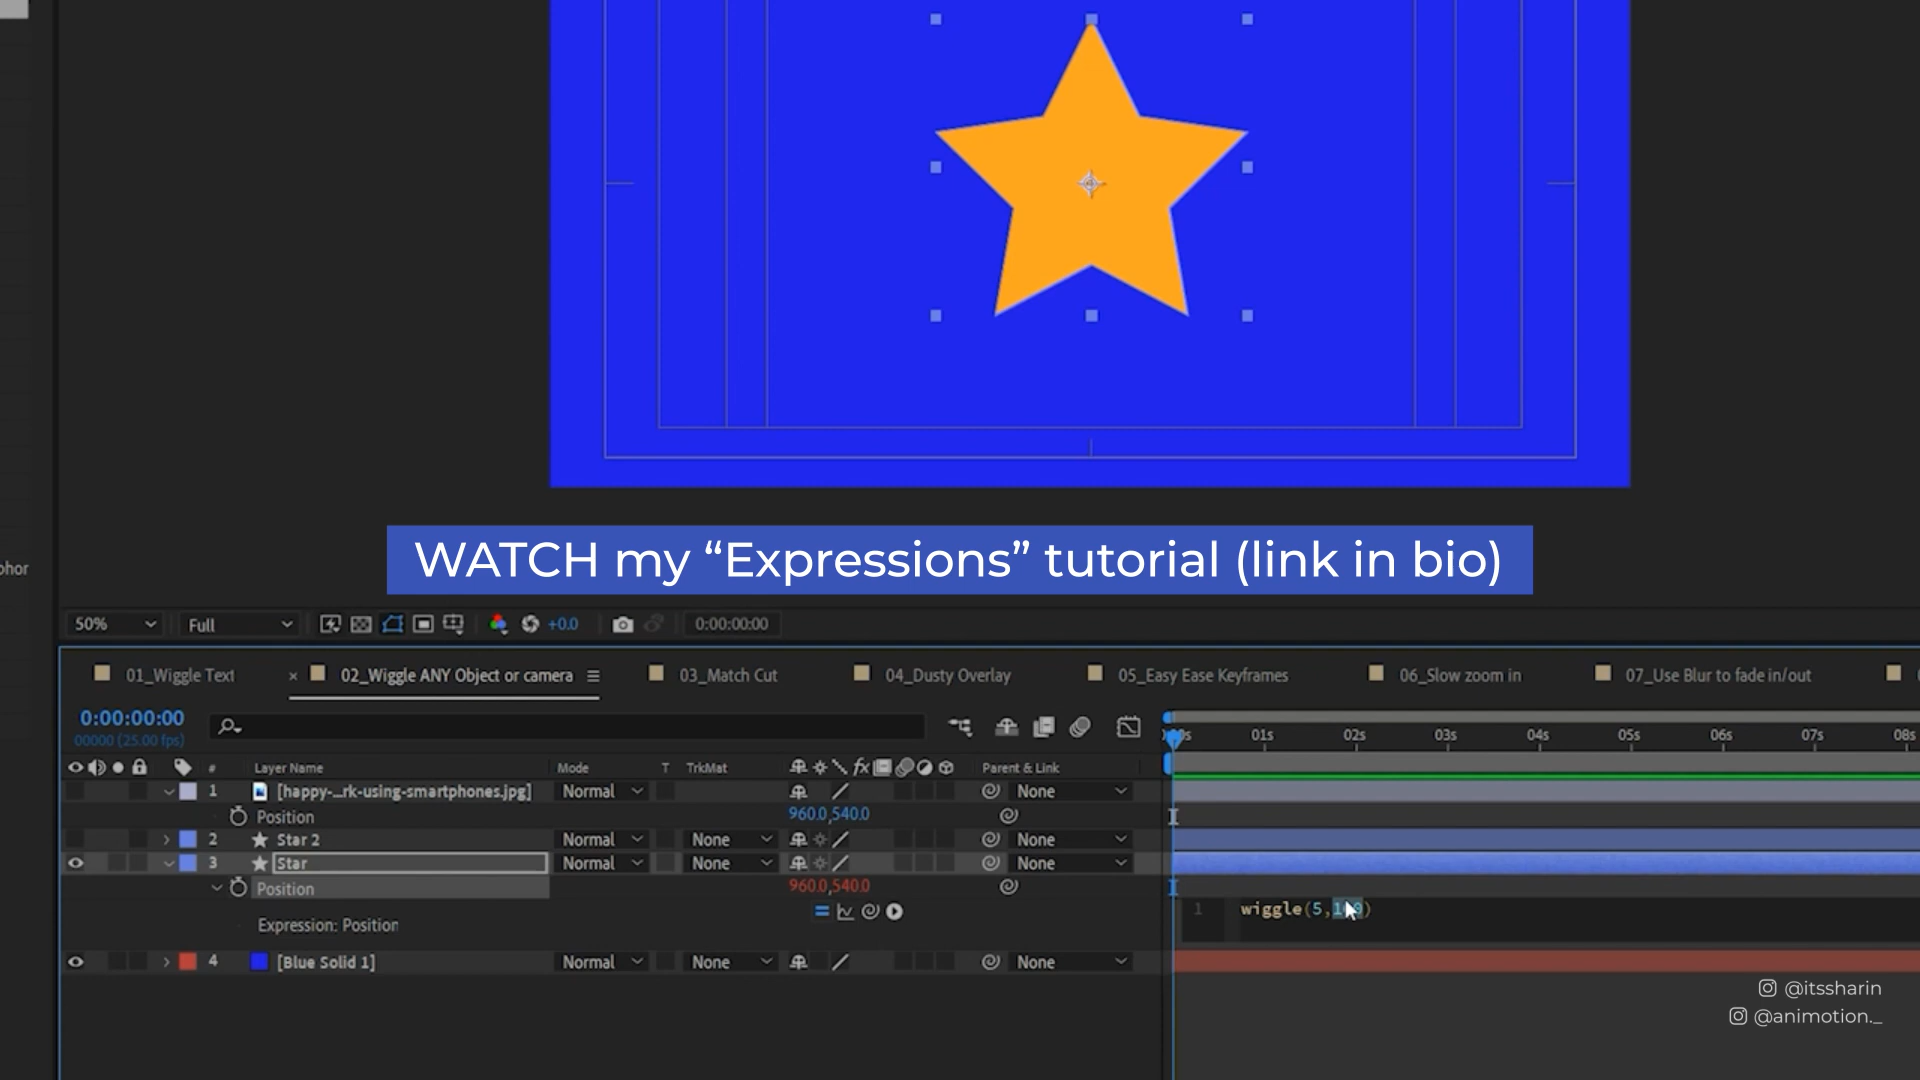 WATCH my “Expressions” tutorial (link in bio)
phor
50% Full +0.0 0:00:00:00
01_Wiggle Text × 02_Wiggle ANY Object or camera 03_Match Cut 04_Dusty Overlay 05_Easy Ease Keyframes 06_Slow zoom in 07_Use Blur to fade in/out
0:00:00:00
00000 (25.00 fps)
01s 02s 03s 04s 05s 06s 07s 08s
# Layer Name Mode T TrkMat fx Parent & Link
1 [happy-...rk-using-smartphones.jpg] Normal None
Position 960.0,540.0
2 Star 2 Normal None None
3 Star Normal None None
Position 960.0,540.0
1 wiggle(5, )
Expression: Position
4 [Blue Solid 1] Normal None None
@itssharin
@animotion._